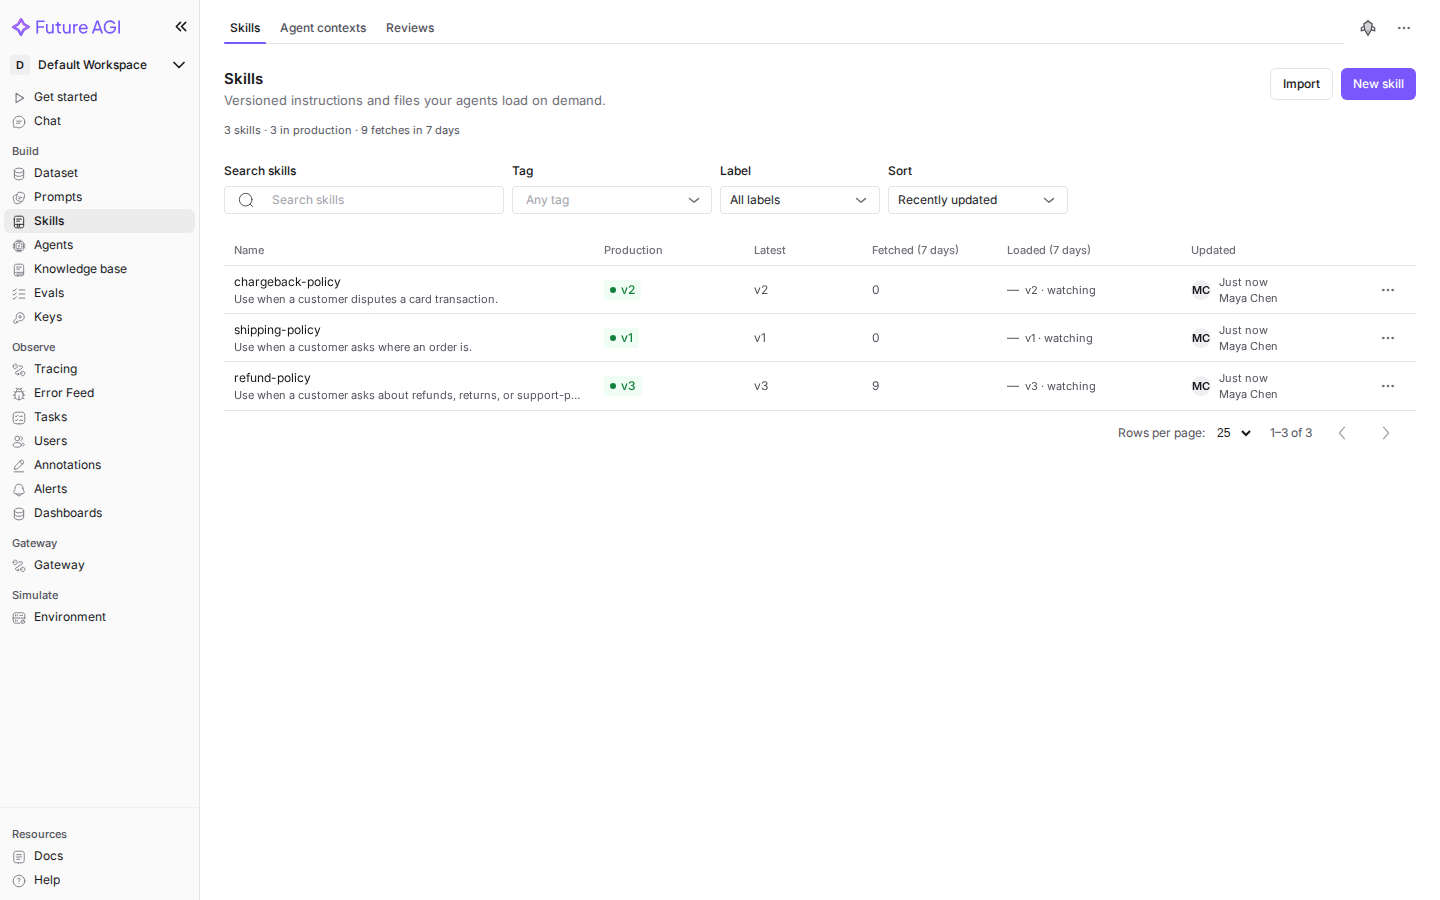 Future AGI
D Default Workspace
Get started
Chat
Build
Dataset
Prompts
Skills
Agents
Knowledge base
Evals
Keys
Observe
Tracing
Error Feed
Tasks
Users
Annotations
Alerts
Dashboards
Gateway
Gateway
Simulate
Environment
Resources
Docs
Help
Skills Agent contexts Reviews
Skills
Versioned instructions and files your agents load on demand.
Import New skill
3 skills · 3 in production · 9 fetches in 7 days
Search skills Tag Label Sort
Search skills Any tag All labels Recently updated
Name Production Latest Fetched (7 days) Loaded (7 days) Updated
chargeback-policy
Use when a customer disputes a card transaction.
v2 v2 0 — v2 · watching MC Just now
Maya Chen
shipping-policy
Use when a customer asks where an order is.
v1 v1 0 — v1 · watching MC Just now
Maya Chen
refund-policy
Use when a customer asks about refunds, returns, or support-p...
v3 v3 9 — v3 · watching MC Just now
Maya Chen
Rows per page: 25 1–3 of 3